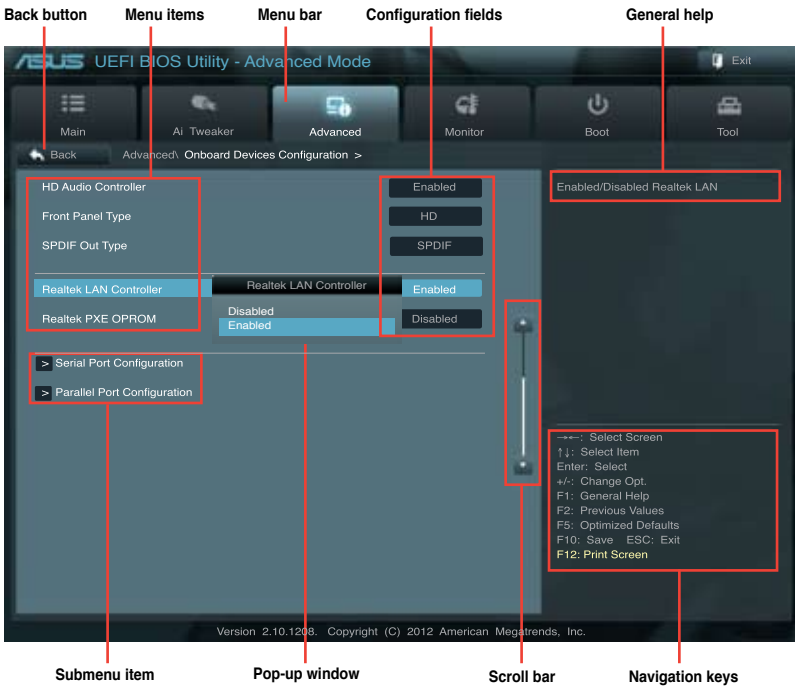 Back button Menu items Menu bar Configuration fields General help
ASUS UEFI BIOS Utility - Advanced Mode Exit
Main Ai Tweaker Advanced Monitor Boot Tool
Back Advanced\ Onboard Devices Configuration >
HD Audio Controller Enabled
Enabled/Disabled Realtek LAN
Front Panel Type HD
SPDIF Out Type SPDIF
Realtek LAN Controller Enabled
Realtek LAN Controller
Disabled
Enabled
Realtek PXE OPROM Disabled
> Serial Port Configuration
> Parallel Port Configuration
→←: Select Screen
↑↓: Select Item
Enter: Select
+/-: Change Opt.
F1: General Help
F2: Previous Values
F5: Optimized Defaults
F10: Save ESC: Exit
F12: Print Screen
Version 2.10.1208. Copyright (C) 2012 American Megatrends, Inc.
Submenu item Pop-up window Scroll bar Navigation keys